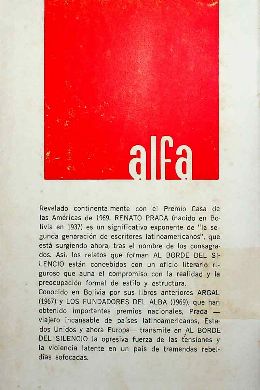 alfa
Revelado continentalmente con el Premio Casa de
las Américas de 1969, RENATO PRADA (nacido en Bo-
livia en 1937) es un significativo exponente de "la se-
gunda generación de escritores latinoamericanos", que
está surgiendo ahora, tras el nombre de los consagra-
dos. Así, los relatos que forman AL BORDE DEL SI-
LENCIO están concebidos con un oficio literario ri-
guroso que auna el compromiso con la realidad y la
preocupación formal de estilo y estructura.
Conocido en Bolivia por sus libros anteriores ARGAL
(1967) y LOS FUNDADORES DEL ALBA (1969), que han
obtenido importantes premios nacionales, Prada —
viajero incansable de países latinoamericanos, Esta-
dos Unidos y ahora Europa— transmite en AL BORDE
DEL SILENCIO la opresiva fuerza de las tensiones y
la violencia latente en un país de tremendas rebel-
días sofocadas.